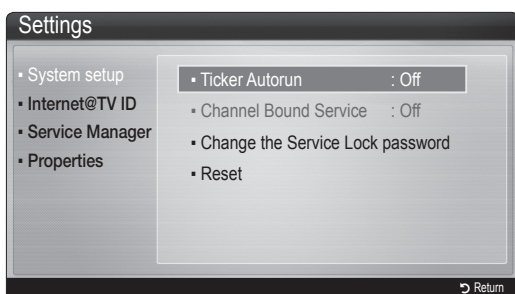 Settings
▪ System setup
▪ Internet@TV ID
▪ Service Manager
▪ Properties
▪ Ticker Autorun : Off
▪ Channel Bound Service : Off
▪ Change the Service Lock password
▪ Reset
Return